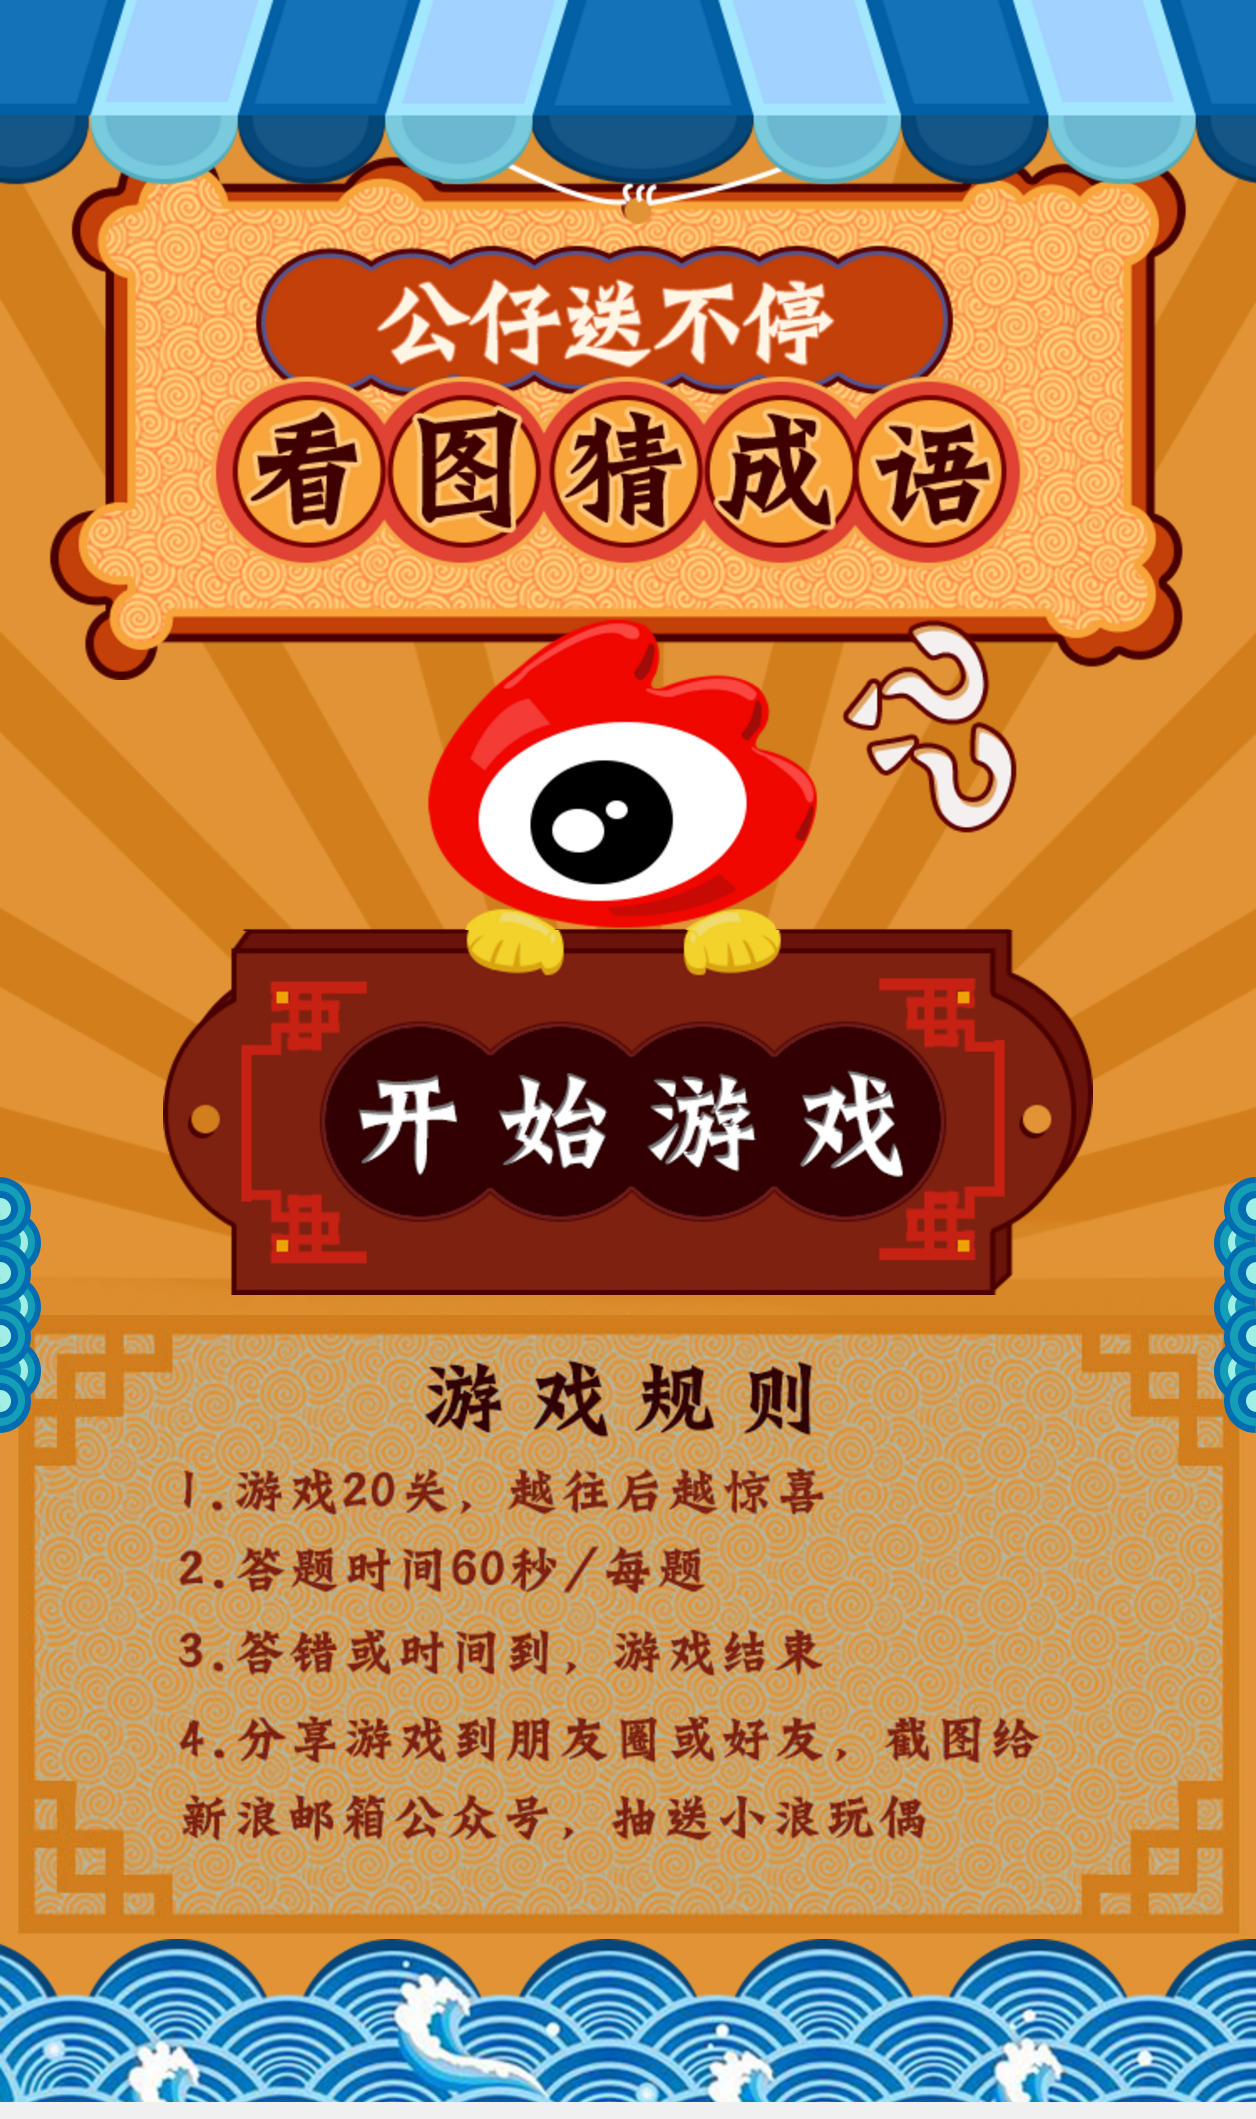 公仔送不停
看图猜成语
开始游戏
游戏规则
1.游戏20关，越往后越惊喜
2.答题时间60秒/每题
3.答错或时间到，游戏结束
4.分享游戏到朋友圈或好友，截图给
新浪邮箱公众号，抽送小浪玩偶